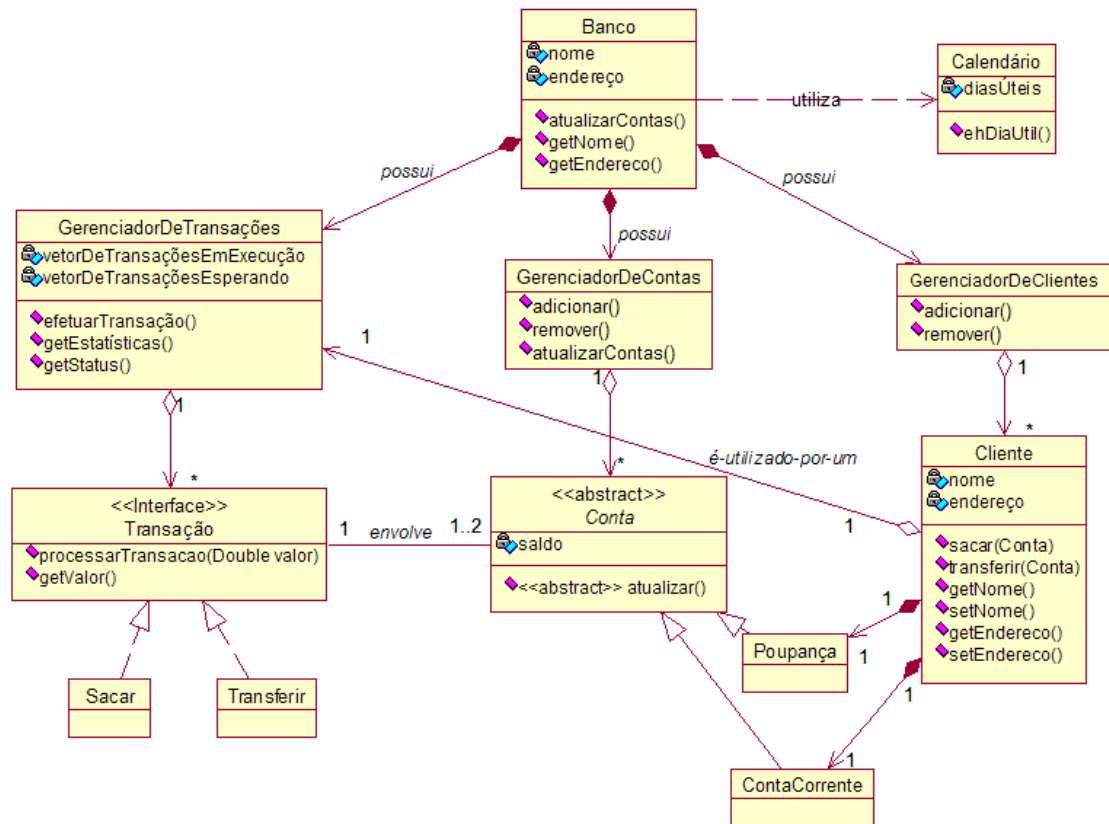 Banco
nome
endereço
atualizarContas()
getNome()
getEndereco()
utiliza
Calendário
diasÚteis
ehDiaUtil()
possui
possui
possui
GerenciadorDeTransações
vetorDeTransaçõesEmExecução
vetorDeTransaçõesEsperando
efetuarTransação()
getEstatísticas()
getStatus()
1
1
*
GerenciadorDeContas
adicionar()
remover()
atualizarContas()
1
*
GerenciadorDeClientes
adicionar()
remover()
1
*
é-utilizado-por-um
1
<<Interface>>
Transação
processarTransacao(Double valor)
getValor()
1
envolve
1..2
<<abstract>>
Conta
saldo
<<abstract>> atualizar()
Cliente
nome
endereço
sacar(Conta)
transferir(Conta)
getNome()
setNome()
getEndereco()
setEndereco()
1
1
1
1
Poupança
Sacar
Transferir
ContaCorrente